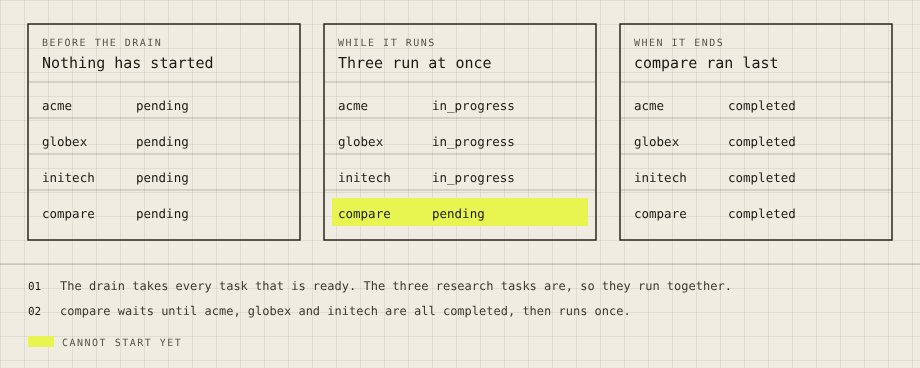 BEFORE THE DRAIN
Nothing has started
acme pending
globex pending
initech pending
compare pending
WHILE IT RUNS
Three run at once
acme in_progress
globex in_progress
initech in_progress
compare pending
WHEN IT ENDS
compare ran last
acme completed
globex completed
initech completed
compare completed
01 The drain takes every task that is ready. The three research tasks are, so they run together.
02 compare waits until acme, globex and initech are all completed, then runs once.
CANNOT START YET